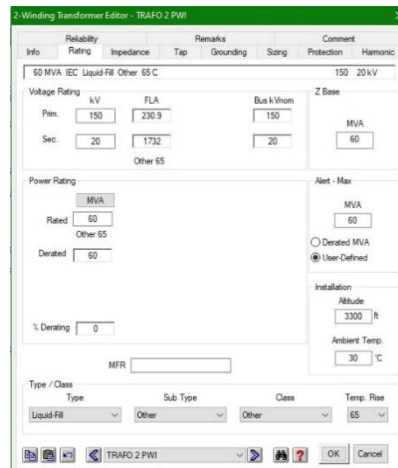 2-Winding Transformer Editor - TRAFO 2 PWI
Reliability Remarks Comment
Info Rating Impedance Tap Grounding Sizing Protection Harmonic
60 MVA IEC Liquid-Fill Other 65 C 150 20 kV
Voltage Rating
kV FLA Bus kVnom
Prim. 150 230.9 150
Sec. 20 1732 20
Other 65
Z Base
MVA
60
Power Rating
MVA
Rated 60
Other 65
Derated 60
% Derating 0
Alert - Max
MVA
60
Derated MVA
User-Defined
Installation
Altitude
3300 ft
Ambient Temp.
30 °C
MFR
Type / Class
Type Sub Type Class Temp. Rise
Liquid-Fill Other Other 65
TRAFO 2 PWI
? OK Cancel